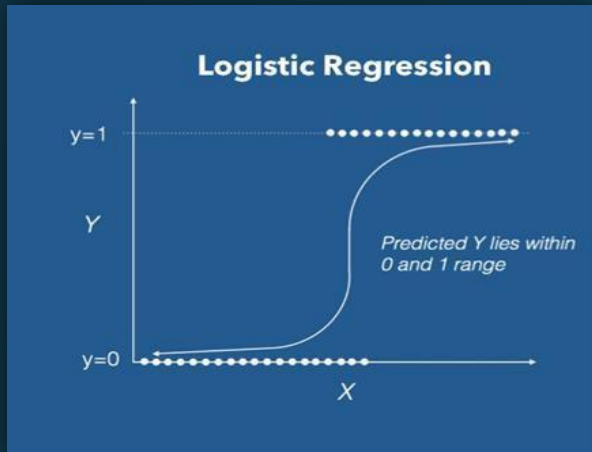 Logistic Regression
y=1
Y
Predicted Y lies within
0 and 1 range
y=0
X